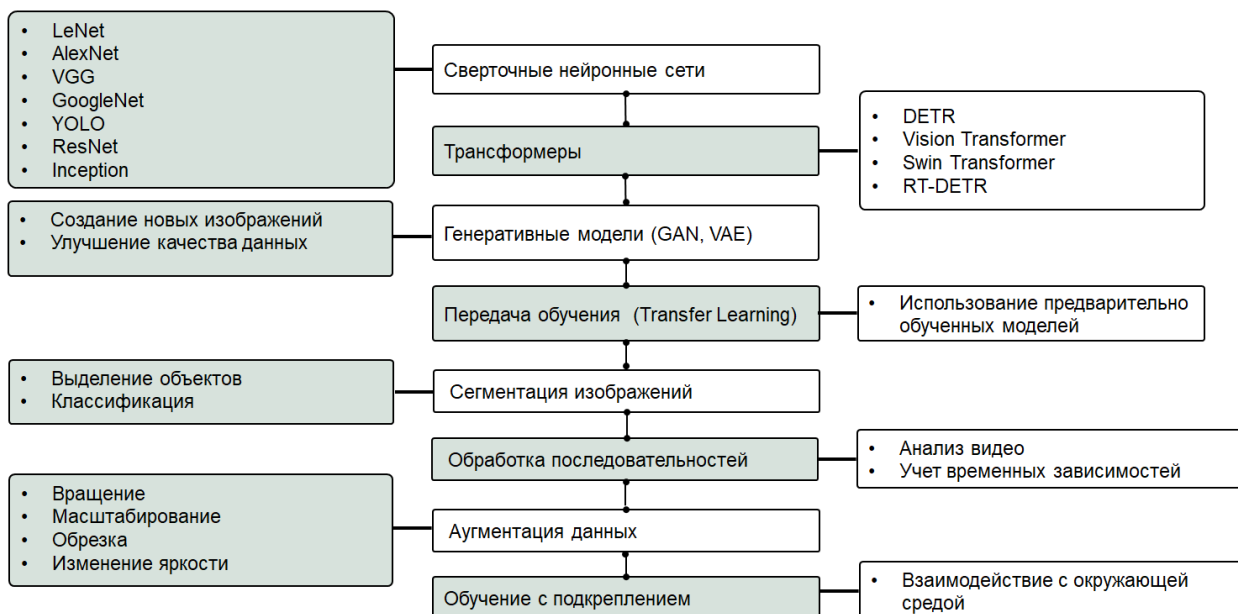 • LeNet
• AlexNet
• VGG
• GoogleNet
• YOLO
• ResNet
• Inception
Сверточные нейронные сети
Трансформеры
• DETR
• Vision Transformer
• Swin Transformer
• RT-DETR
• Создание новых изображений
• Улучшение качества данных
Генеративные модели (GAN, VAE)
Передача обучения (Transfer Learning)
• Использование предварительно
обученных моделей
• Выделение объектов
• Классификация
Сегментация изображений
Обработка последовательностей
• Анализ видео
• Учет временных зависимостей
• Вращение
• Масштабирование
• Обрезка
• Изменение яркости
Аугментация данных
Обучение с подкреплением
• Взаимодействие с окружающей
средой